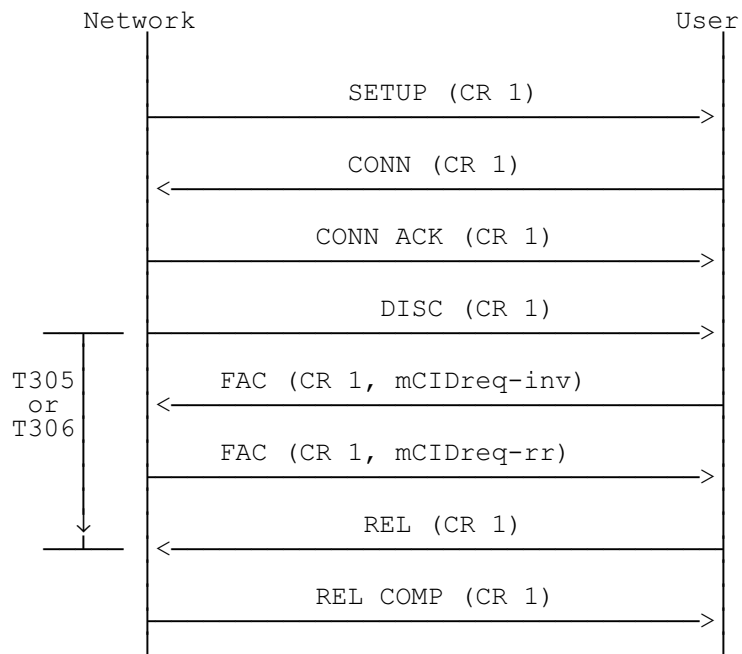 Network User
SETUP (CR 1)
CONN (CR 1)
CONN ACK (CR 1)
DISC (CR 1)
T305
or
T306
FAC (CR 1, mCIDreq-inv)
FAC (CR 1, mCIDreq-rr)
REL (CR 1)
REL COMP (CR 1)